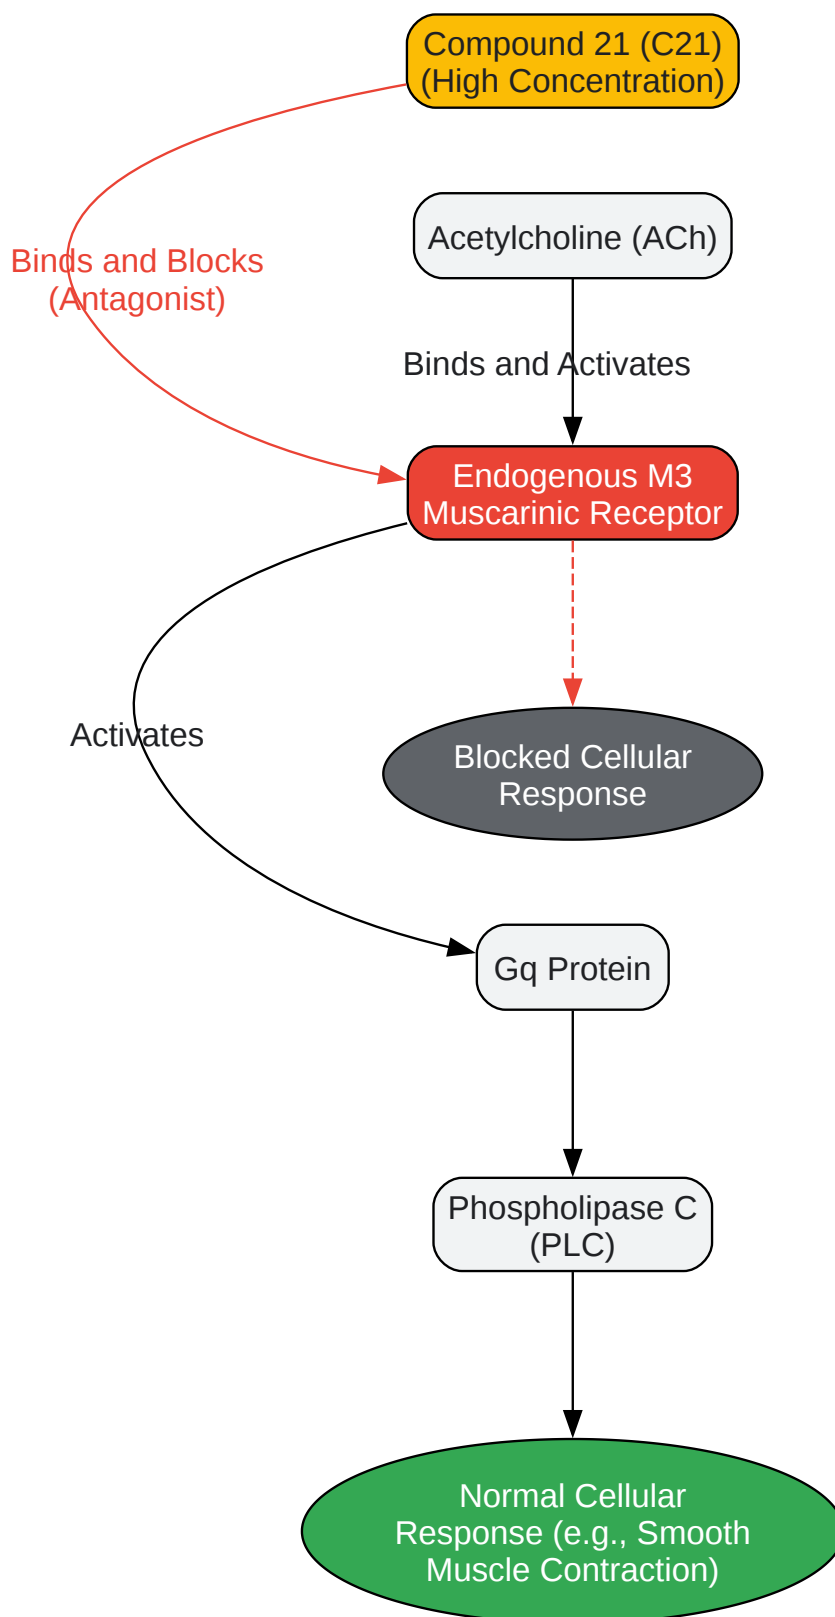 Compound 21 (C21)
(High Concentration)
Acetylcholine (ACh)
Binds and Blocks
(Antagonist)
Binds and Activates
Endogenous M3
Muscarinic Receptor
Activates
Blocked Cellular
Response
Gq Protein
Phospholipase C
(PLC)
Normal Cellular
Response (e.g., Smooth
Muscle Contraction)